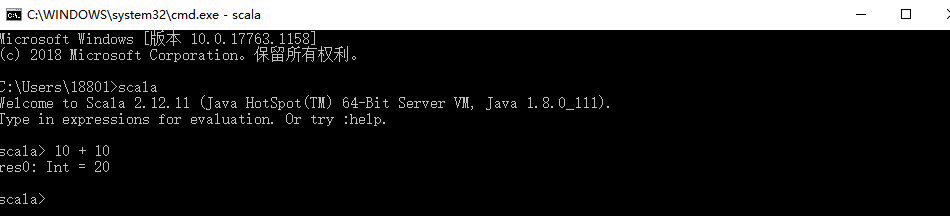 C:\WINDOWS\system32\cmd.exe - scala
Microsoft Windows [版本 10.0.17763.1158]
(c) 2018 Microsoft Corporation。保留所有权利。
C:\Users\18801>scala
Welcome to Scala 2.12.11 (Java HotSpot(TM) 64-Bit Server VM, Java 1.8.0_111).
Type in expressions for evaluation. Or try :help.
scala> 10 + 10
res0: Int = 20
scala>